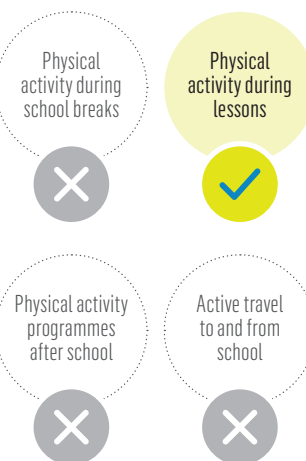 Physical
activity during
school breaks
Physical
activity during
lessons
Physical activity
programmes
after school
Active travel
to and from
school